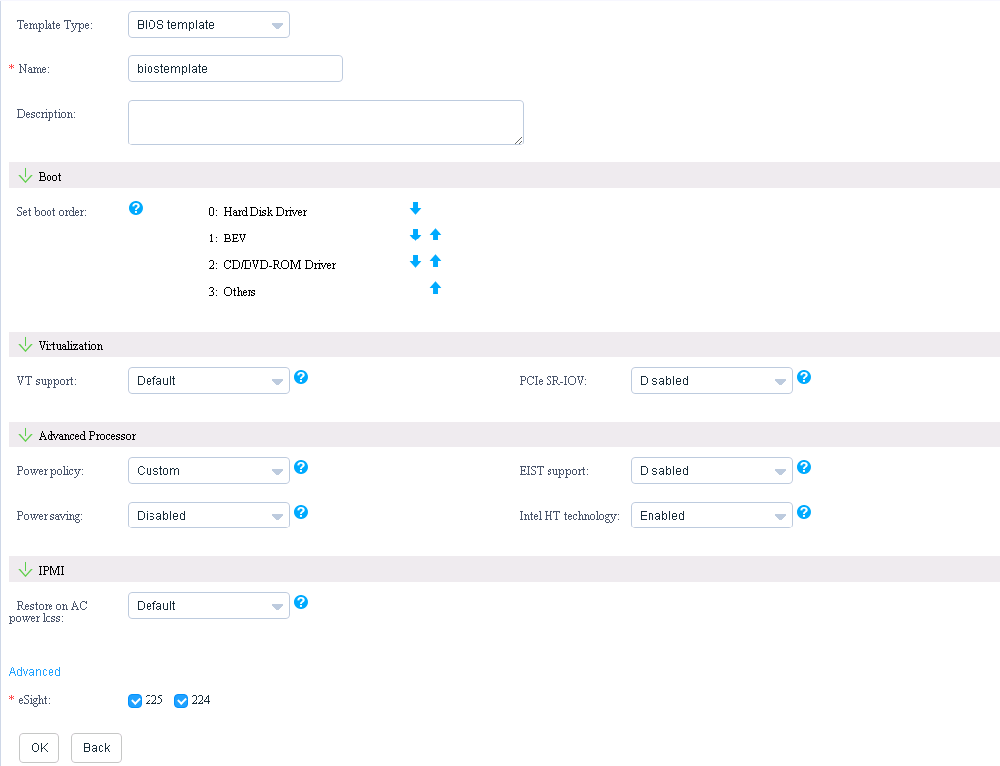 Template Type: BIOS template
* Name: biostemplate
Description:
Boot
Set boot order: ? 0: Hard Disk Driver
1: BEV
2: CD/DVD-ROM Driver
3: Others
Virtualization
VT support: Default ? PCIe SR-IOV: Disabled ?
Advanced Processor
Power policy: Custom ? EIST support: Disabled ?
Power saving: Disabled ? Intel HT technology: Enabled ?
IPMI
Restore on AC
power loss: Default ?
Advanced
* eSight: 225 224
OK Back